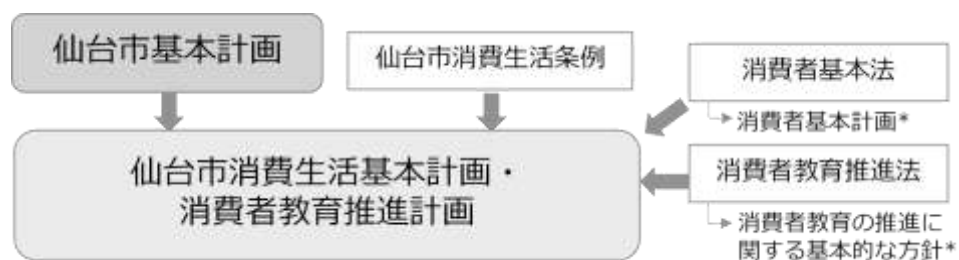 仙台市基本計画
仙台市消費生活条例
消費者基本法
消費者基本計画*
仙台市消費生活基本計画・
消費者教育推進計画
消費者教育推進法
消費者教育の推進に
関する基本的な方針*